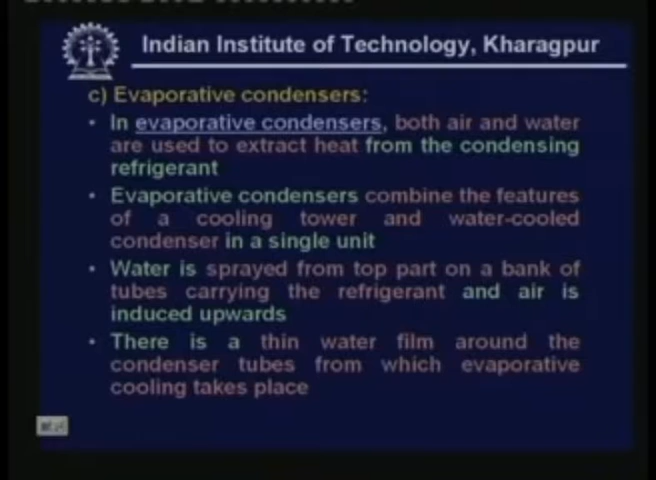 Indian Institute of Technology, Kharagpur
c) Evaporative condensers:
• In evaporative condensers, both air and water
are used to extract heat from the condensing
refrigerant
• Evaporative condensers combine the features
of a cooling tower and water-cooled
condenser in a single unit
• Water is sprayed from top part on a bank of
tubes carrying the refrigerant and air is
induced upwards
• There is a thin water film around the
condenser tubes from which evaporative
cooling takes place